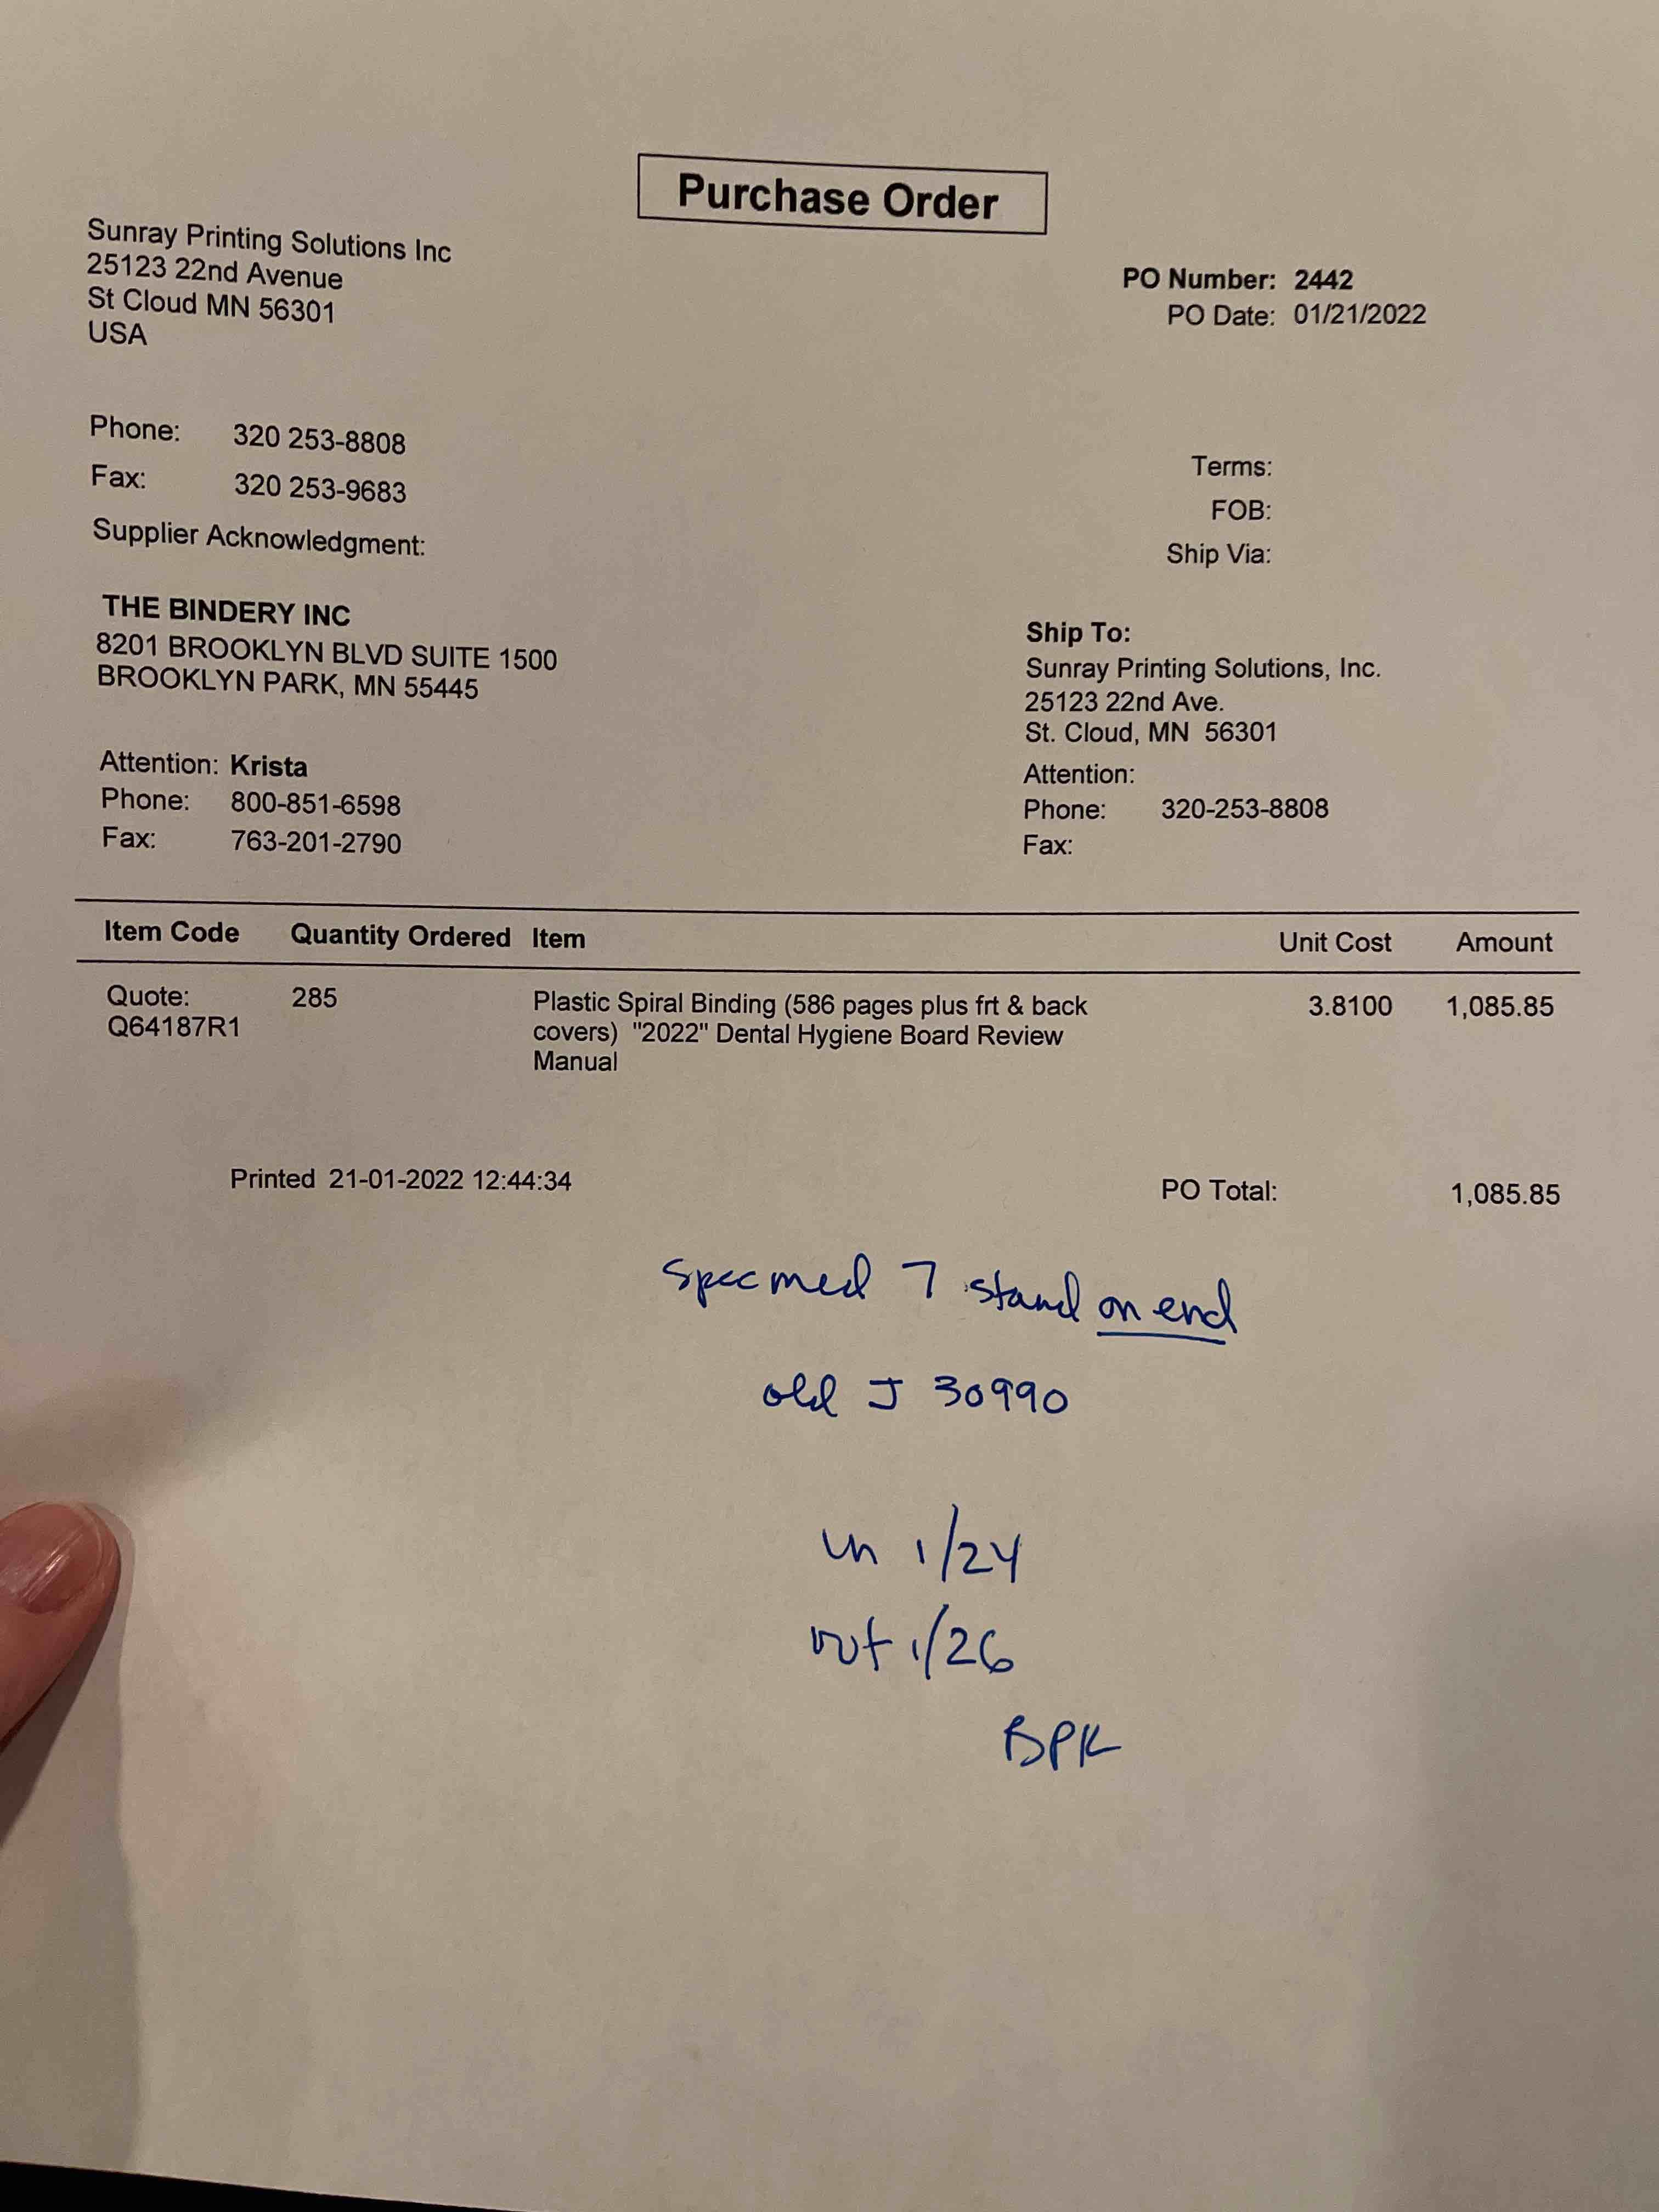 Purchase Order
Sunray Printing Solutions Inc
25123 22nd Avenue
St Cloud MN 56301
USA
PO Number: 2442
PO Date: 01/21/2022
Phone: 320 253-8808
Fax: 320 253-9683
Supplier Acknowledgment:
Terms:
FOB:
Ship Via:
THE BINDERY INC
8201 BROOKLYN BLVD SUITE 1500
BROOKLYN PARK, MN 55445
Attention: Krista
Phone: 800-851-6598
Fax: 763-201-2790
Ship To:
Sunray Printing Solutions, Inc.
25123 22nd Ave.
St. Cloud, MN 56301
Attention:
Phone: 320-253-8808
Fax:
Item Code Quantity Ordered Item Unit Cost Amount
Quote: 285 Plastic Spiral Binding (586 pages plus frt & back 3.8100 1,085.85
Q64187R1 covers) "2022" Dental Hygiene Board Review
Manual
Printed 21-01-2022 12:44:34 PO Total: 1,085.85
7 stand on end
old J 30990
in 1/24
out 1/26
BPK